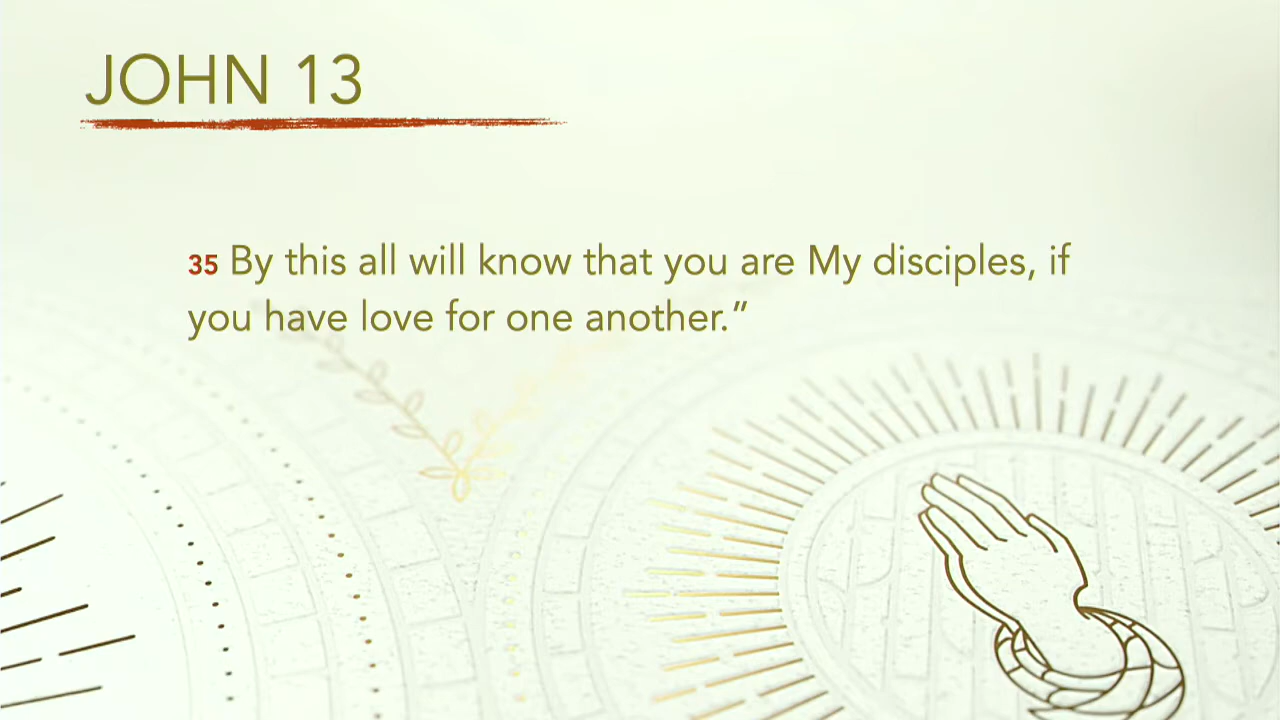 JOHN 13
35 By this all will know that you are My disciples, if
you have love for one another.”